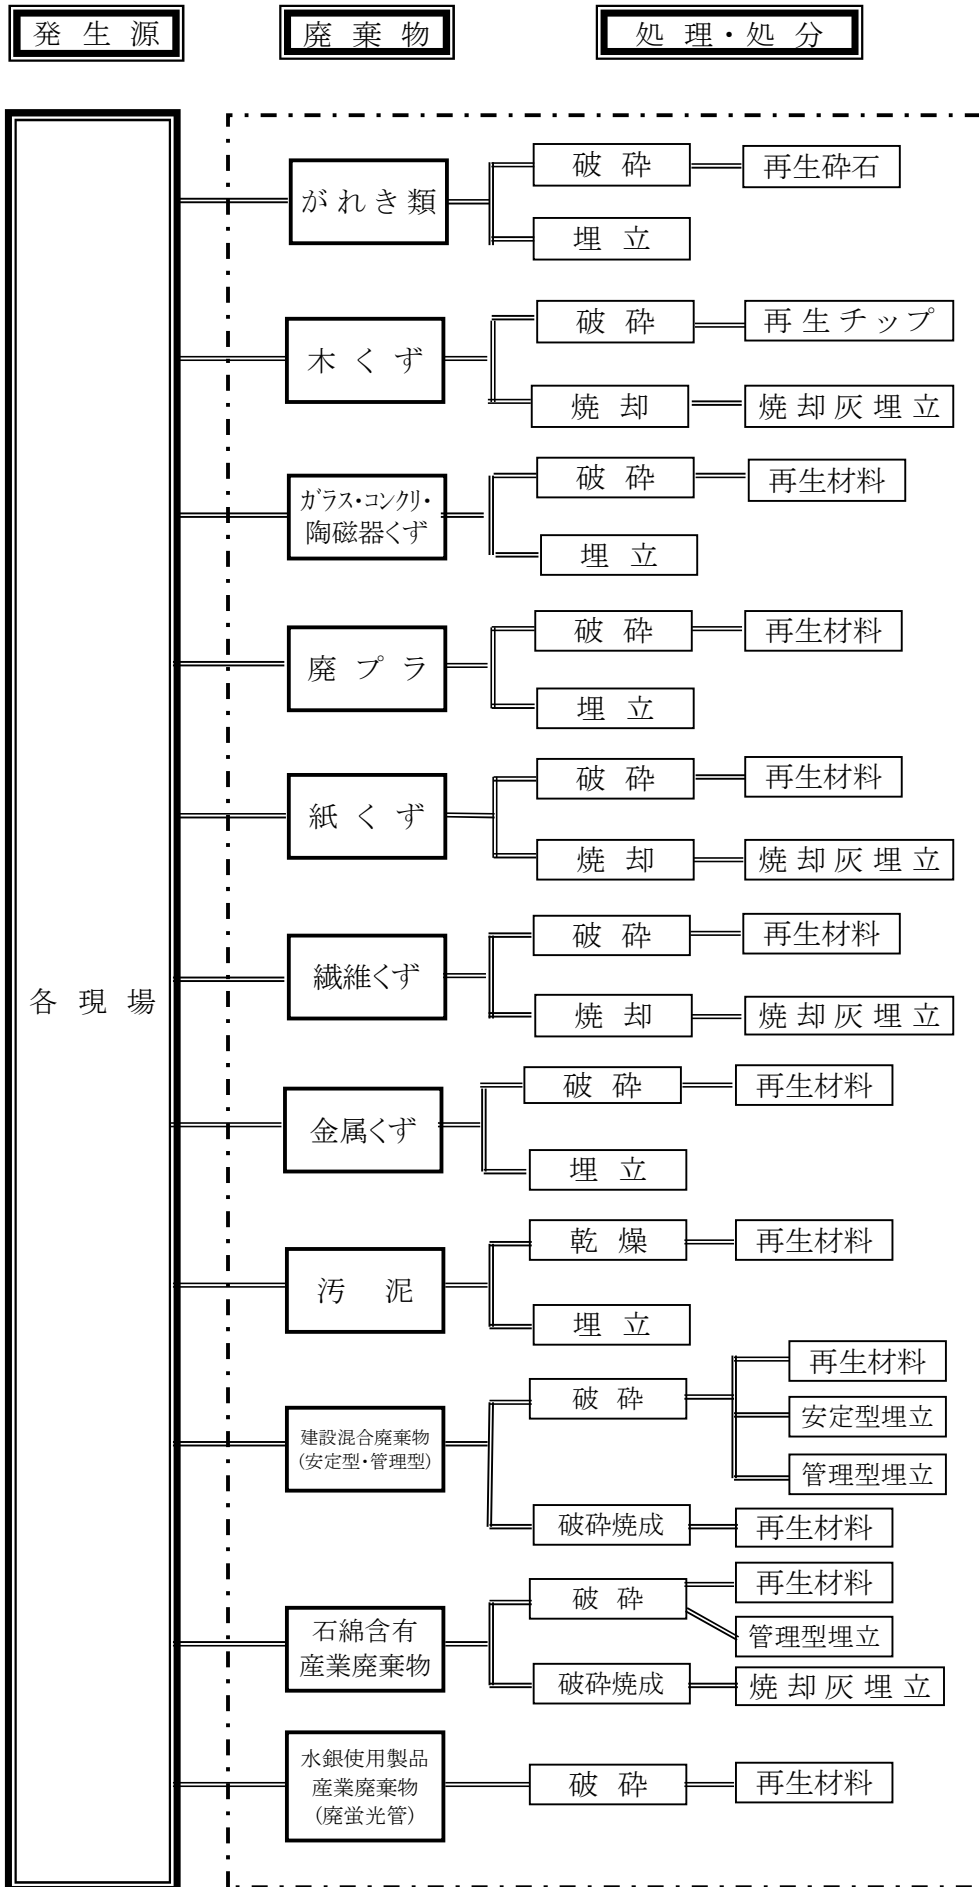 発生源
廃棄物
処理・処分
各現場
がれき類
破砕
再生砕石
埋立
木くず
破砕
再生チップ
焼却
焼却灰埋立
ガラス・コンクリ・
陶磁器くず
破砕
再生材料
埋立
廃プラ
破砕
再生材料
埋立
紙くず
破砕
再生材料
焼却
焼却灰埋立
繊維くず
破砕
再生材料
焼却
焼却灰埋立
金属くず
破砕
再生材料
埋立
汚泥
乾燥
再生材料
埋立
建設混合廃棄物
(安定型・管理型)
破砕
再生材料
安定型埋立
管理型埋立
破砕焼成
再生材料
石綿含有
産業廃棄物
破砕
再生材料
管理型埋立
破砕焼成
焼却灰埋立
水銀使用製品
産業廃棄物
(廃蛍光管)
破砕
再生材料